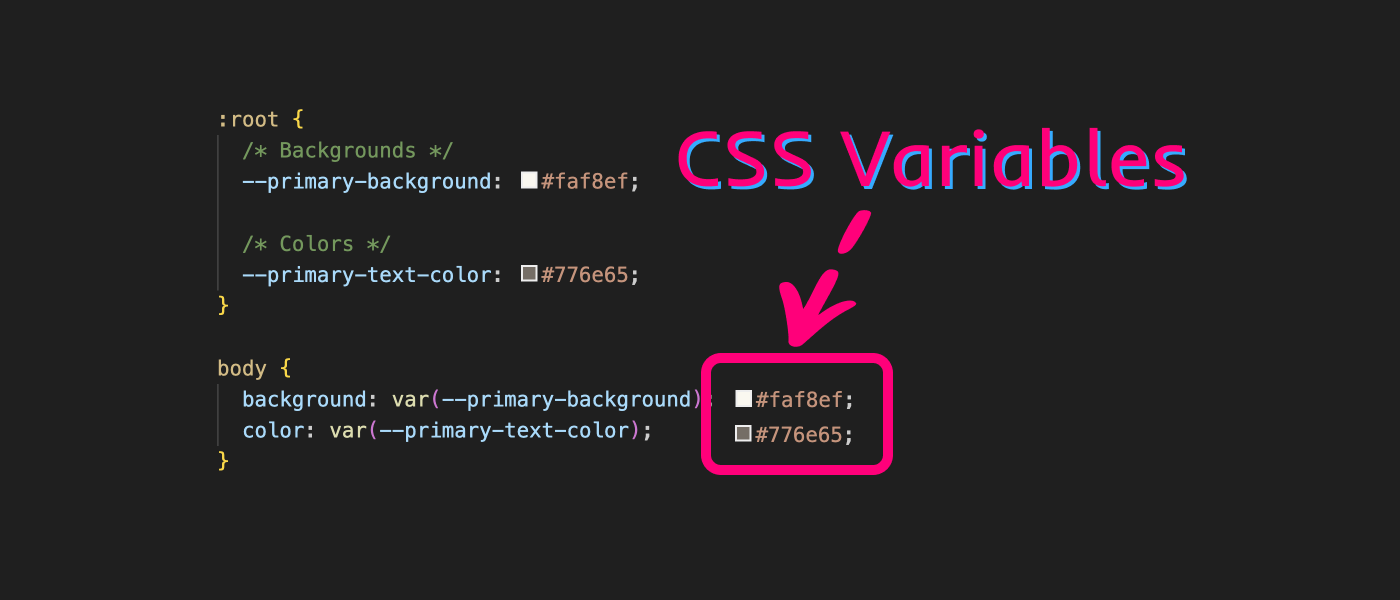 :root {
/* Backgrounds */
--primary-background: #faf8ef;
CSS Variables
/* Colors */
--primary-text-color: #776e65;
}
body {
background: var(--primary-background); #faf8ef;
color: var(--primary-text-color); #776e65;
}